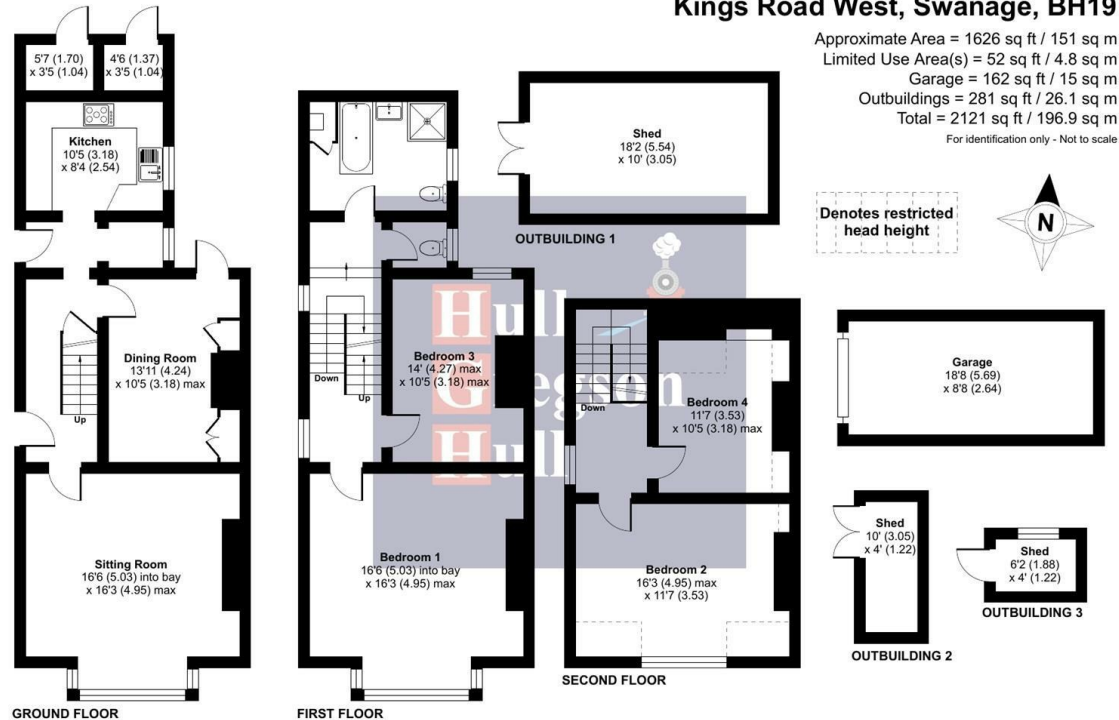 Kings Road West, Swanage, BH19
Approximate Area = 1626 sq ft / 151 sq m
Limited Use Area(s) = 52 sq ft / 4.8 sq m
Garage = 162 sq ft / 15 sq m
Outbuildings = 281 sq ft / 26.1 sq m
Total = 2121 sq ft / 196.9 sq m
For identification only - Not to scale
5'7 (1.70)
x 3'5 (1.04)
4'6 (1.37)
x 3'5 (1.04)
Kitchen
10'5 (3.18)
x 8'4 (2.54)
Dining Room
13'11 (4.24)
x 10'5 (3.18) max
Up
Sitting Room
16'6 (5.03) into bay
x 16'3 (4.95) max
GROUND FLOOR
Down
Up
Bedroom 3
14' (4.27) max
x 10'5 (3.18) max
Bedroom 1
16'6 (5.03) into bay
x 16'3 (4.95) max
FIRST FLOOR
Hull
Gregson
Hull
Shed
18'2 (5.54)
x 10' (3.05)
OUTBUILDING 1
Down
Bedroom 4
11'7 (3.53)
x 10'5 (3.18) max
Bedroom 2
16'3 (4.95) max
x 11'7 (3.53)
SECOND FLOOR
Denotes restricted
head height
N
Garage
18'8 (5.69)
x 8'8 (2.64)
Shed
10' (3.05)
x 4' (1.22)
OUTBUILDING 2
Shed
6'2 (1.88)
x 4' (1.22)
OUTBUILDING 3